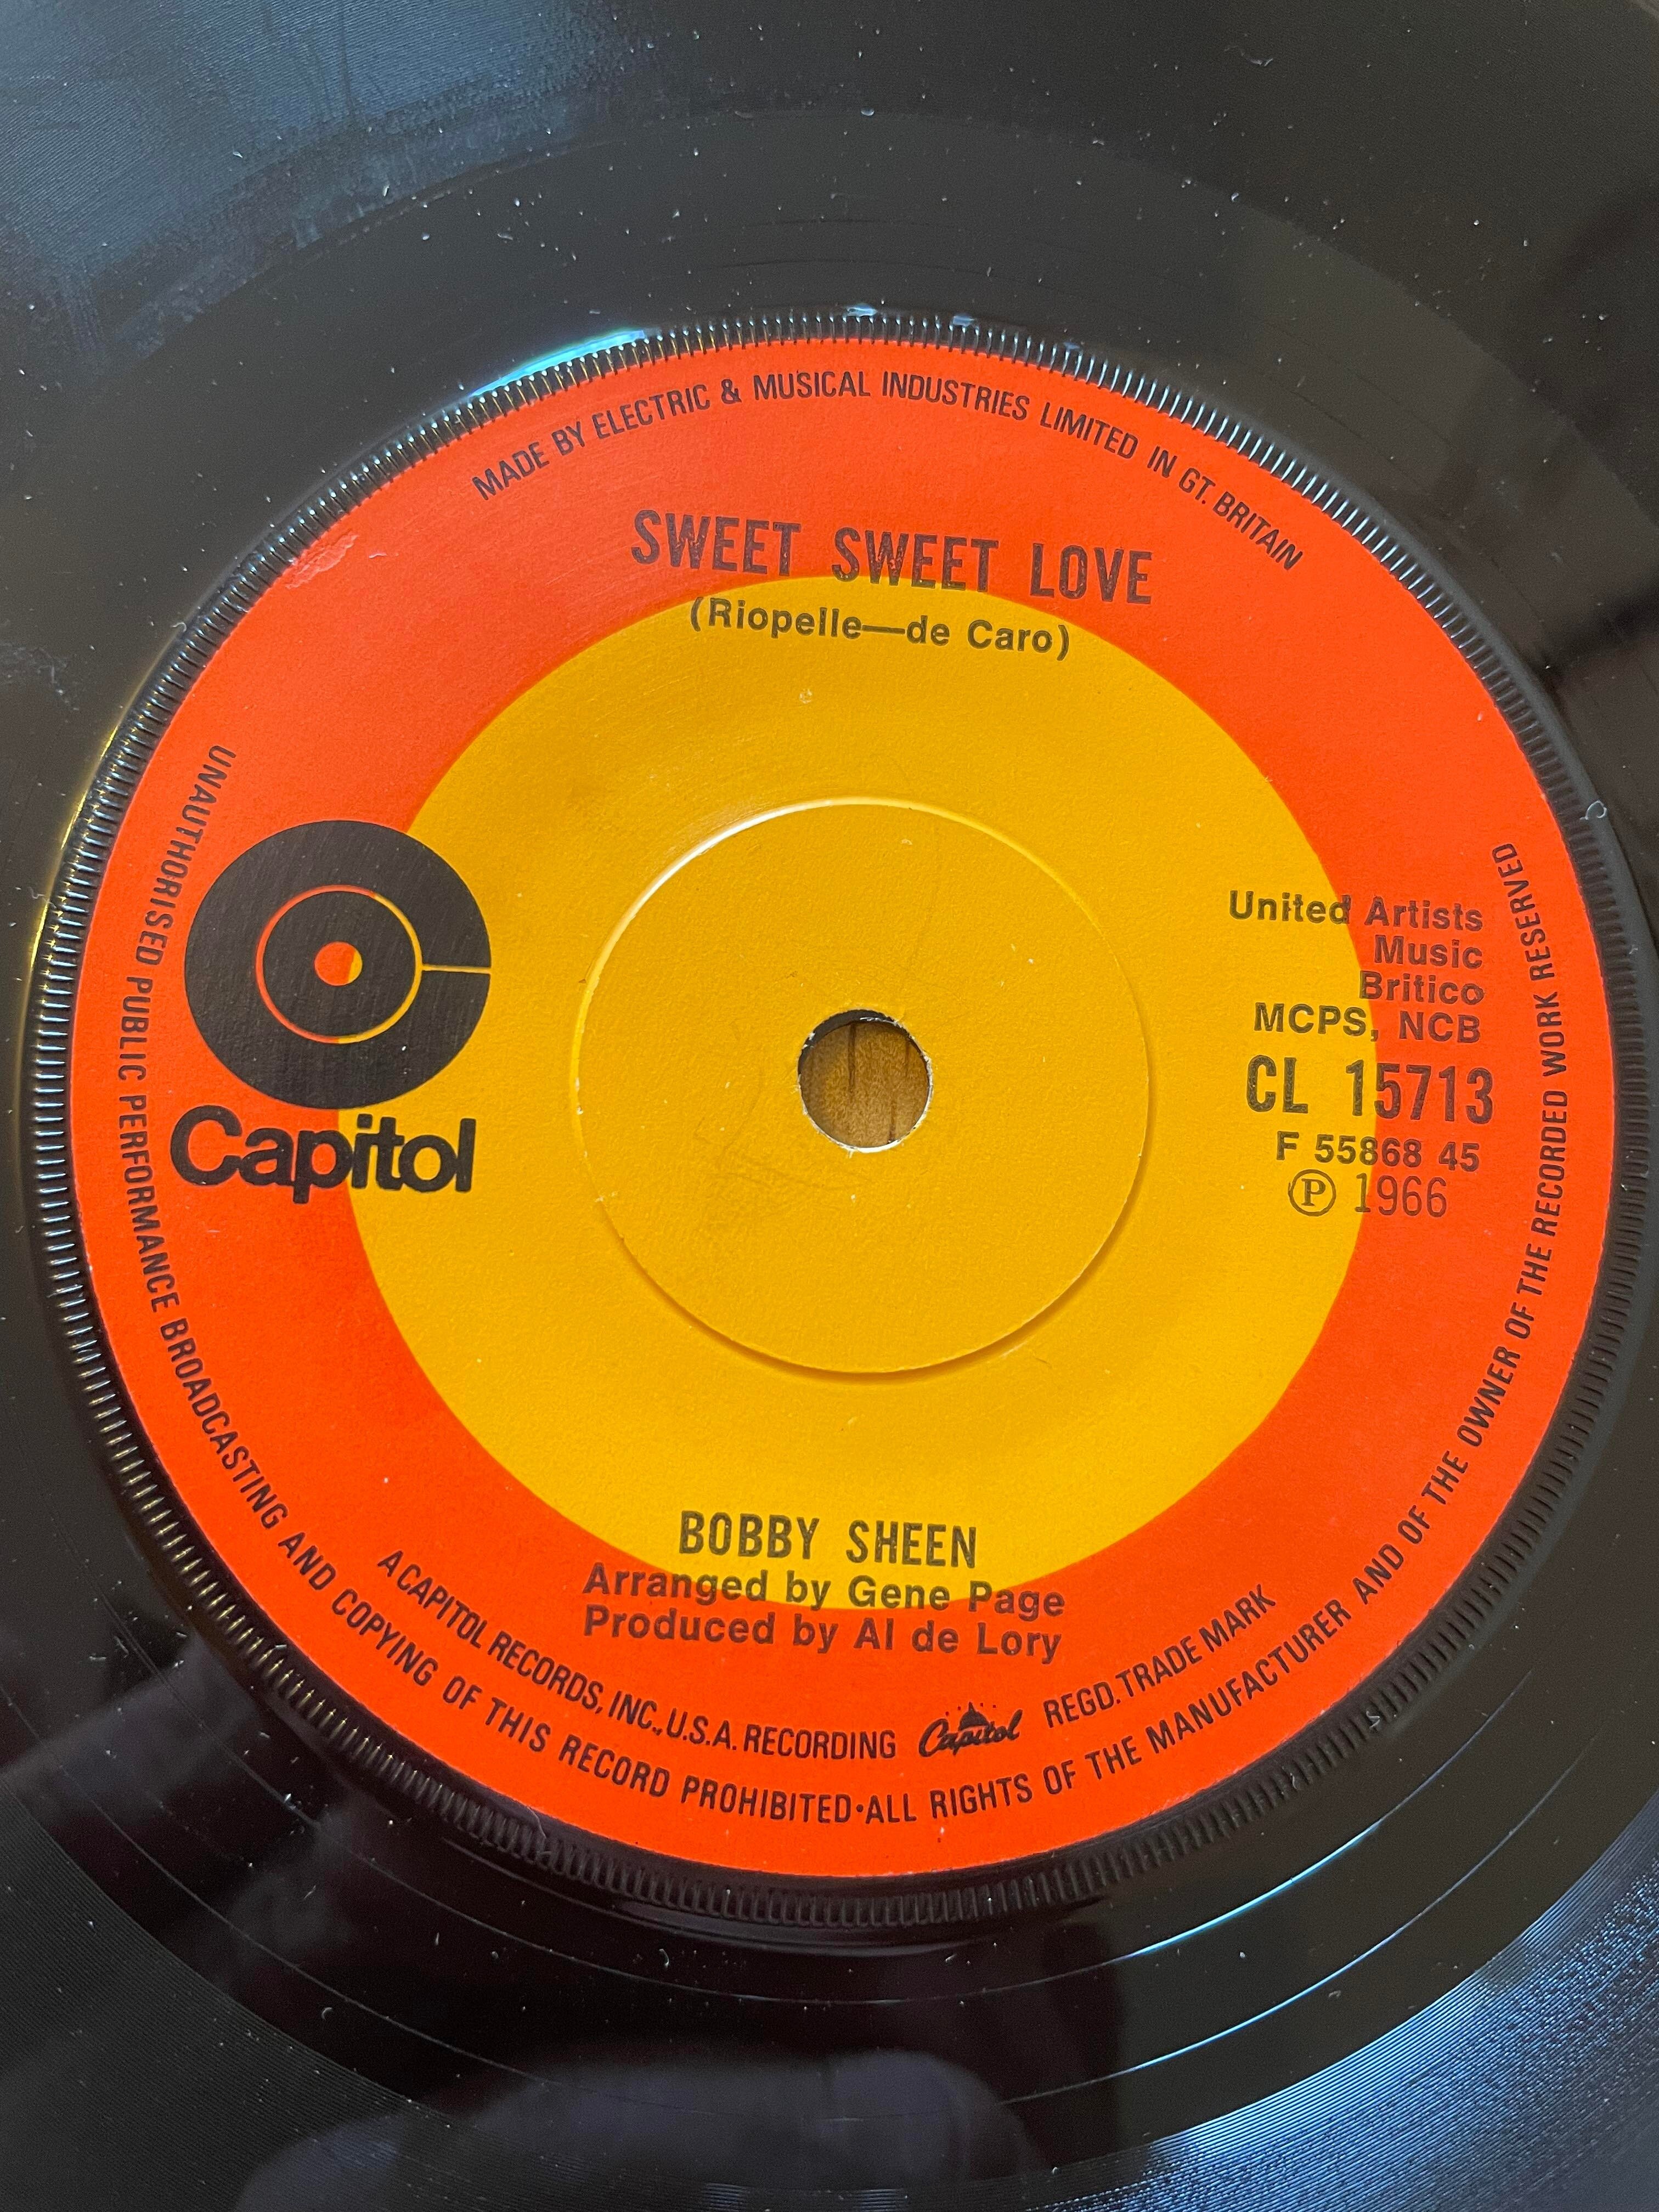 MADE BY ELECTRIC & MUSICAL INDUSTRIES LIMITED IN GT. BRITAIN
SWEET SWEET LOVE
(Riopelle—de Caro)
Capitol
United Artists
Music
Britico
MCPS, NCB
CL 15713
F 55868 45
Ⓟ 1966
BOBBY SHEEN
Arranged by Gene Page
Produced by Al de Lory
A CAPITOL RECORDS, INC., U.S.A. RECORDING Capitol REGD. TRADE MARK
UNAUTHORISED PUBLIC PERFORMANCE BROADCASTING AND COPYING OF THIS RECORD PROHIBITED·ALL RIGHTS OF THE MANUFACTURER AND OF THE OWNER OF THE RECORDED WORK RESERVED